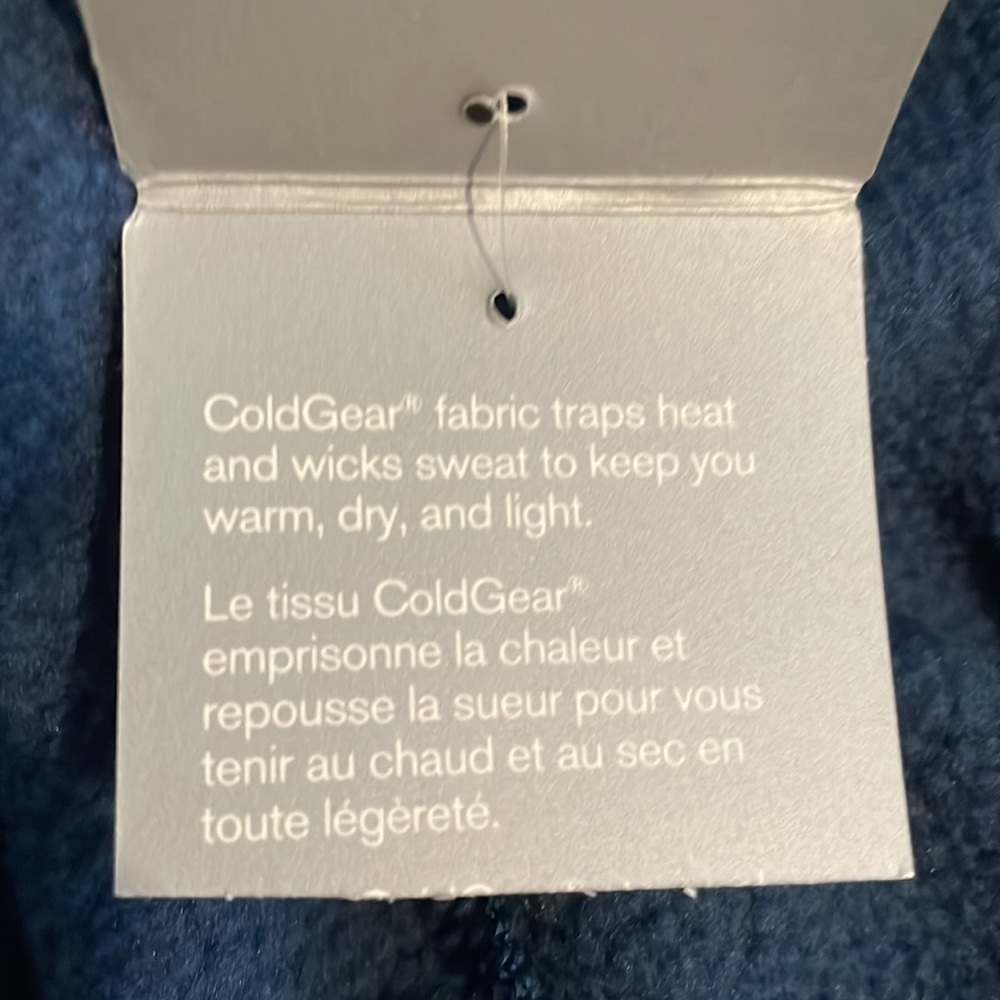 ColdGear® fabric traps heat
and wicks sweat to keep you
warm, dry, and light.
Le tissu ColdGear®
emprisonne la chaleur et
repousse la sueur pour vous
tenir au chaud et au sec en
toute légèreté.